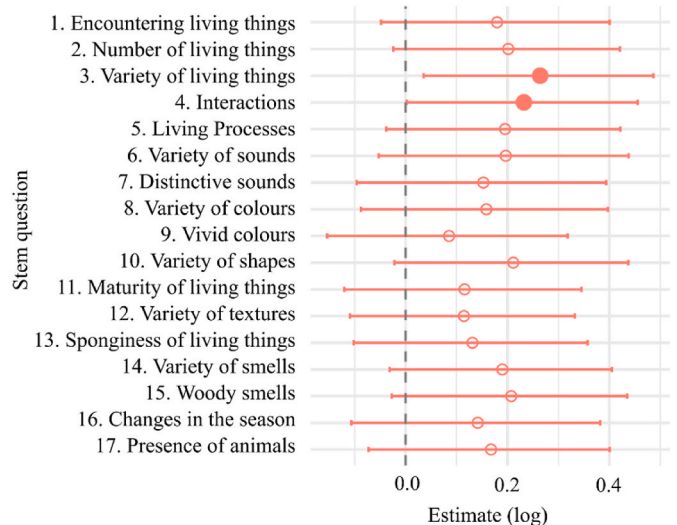 1. Encountering living things
2. Number of living things
3. Variety of living things
4. Interactions
5. Living Processes
6. Variety of sounds
7. Distinctive sounds
8. Variety of colours
9. Vivid colours
10. Variety of shapes
11. Maturity of living things
12. Variety of textures
13. Sponginess of living things
14. Variety of smells
15. Woody smells
16. Changes in the season
17. Presence of animals
Stem question
0.0 0.2 0.4
Estimate (log)